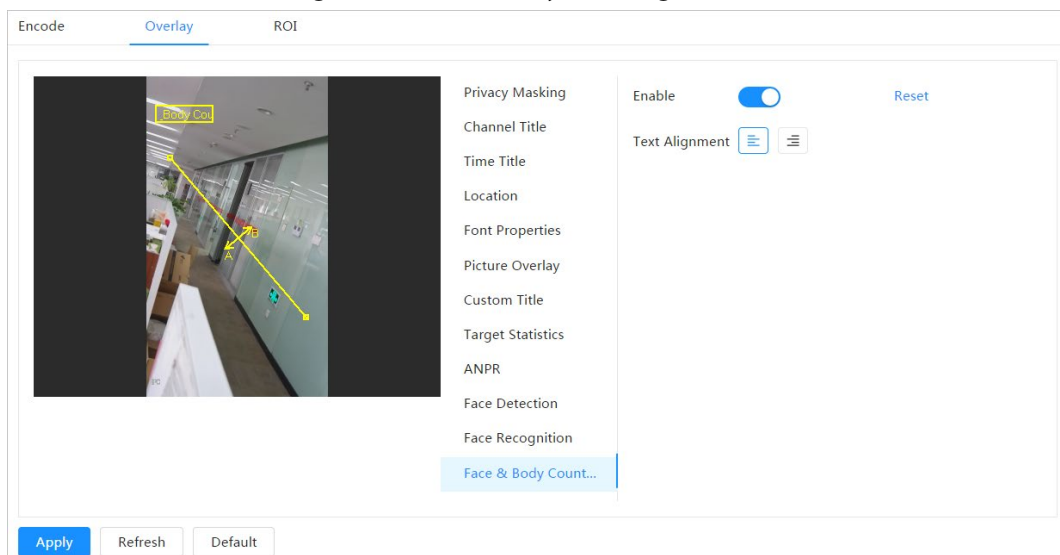 Encode Overlay ROI
Body Cou
B
A
Privacy Masking
Channel Title
Time Title
Location
Font Properties
Picture Overlay
Custom Title
Target Statistics
ANPR
Face Detection
Face Recognition
Face & Body Count...
Enable Reset
Text Alignment
Apply Refresh Default